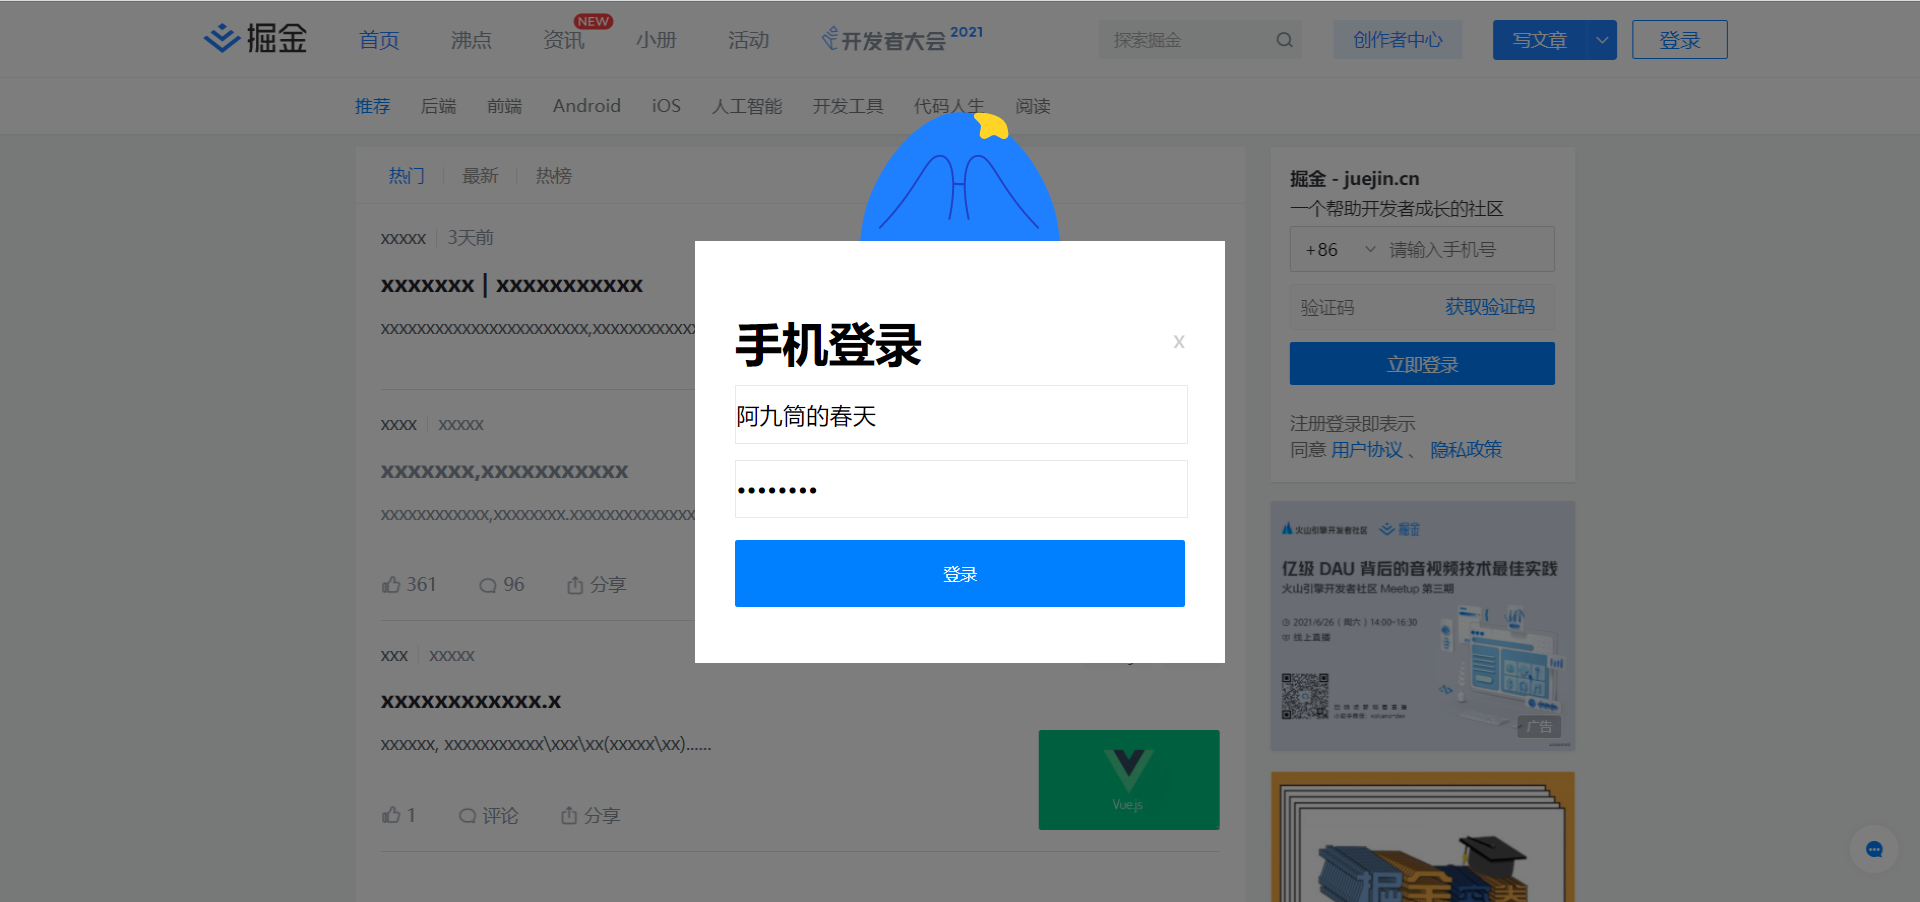 掘金 首页 沸点 资讯 NEW 小册 活动 开发者大会 2021 探索掘金 创作者中心 写文章 登录
推荐 后端 前端 Android iOS 人工智能 开发工具 代码人生 阅读
热门 最新 热榜
xxxxx 3天前
xxxxxxx | xxxxxxxxxxx
xxxxxxxxxxxxxxxxxxxxxxx,xxxxxxxxxxxx
xxxx xxxxx
xxxxxxx,xxxxxxxxxxx
xxxxxxxxxxxx,xxxxxxxx.xxxxxxxxxxxxxx
361 96 分享
xxx xxxxx
xxxxxxxxxxxx.x
xxxxxx, xxxxxxxxxxx\xxx\xx(xxxxx\xx)......
Vue.js
1 评论 分享
手机登录 x
阿九筒的春天
••••••••
登录
掘金 - juejin.cn
一个帮助开发者成长的社区
+86 请输入手机号
验证码 获取验证码
立即登录
注册登录即表示
同意 用户协议 、 隐私政策
火山引擎开发者社区 掘金
亿级 DAU 背后的音视频技术最佳实践
火山引擎开发者社区 Meetup 第三期
2021/6/26 ( 周六 ) 14:00-16:30
线上直播
广告
掘金